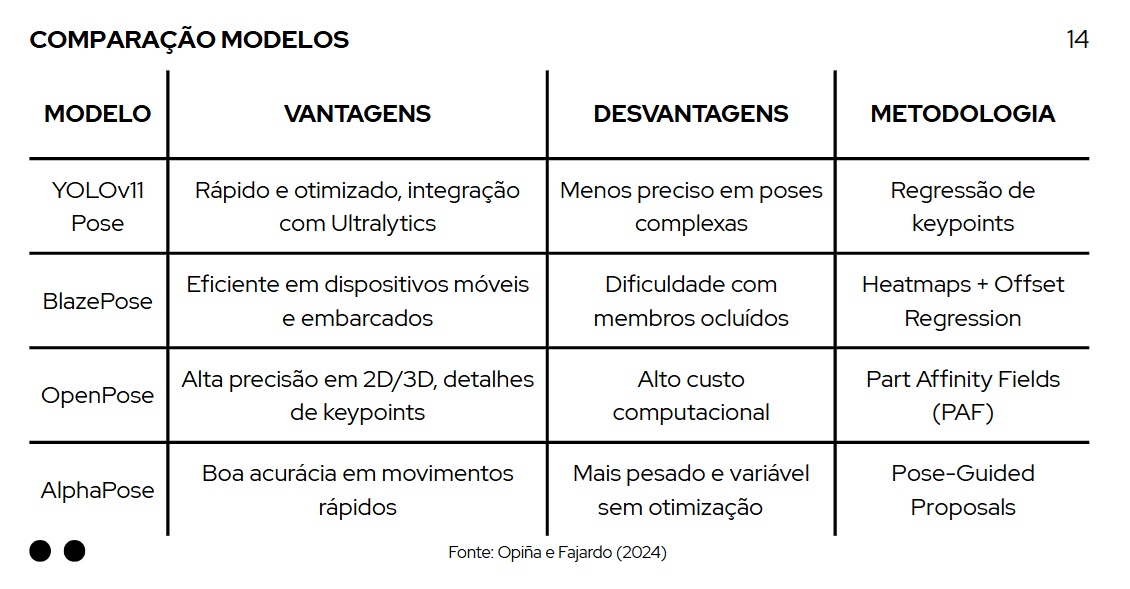 COMPARAÇÃO MODELOS
14
MODELO
VANTAGENS
DESVANTAGENS
METODOLOGIA
YOLOv11
Pose
Rápido e otimizado, integração
com Ultralytics
Menos preciso em poses
complexas
Regressão de
keypoints
BlazePose
Eficiente em dispositivos móveis
e embarcados
Dificuldade com
membros ocluídos
Heatmaps + Offset
Regression
OpenPose
Alta precisão em 2D/3D, detalhes
de keypoints
Alto custo
computacional
Part Affinity Fields
(PAF)
AlphaPose
Boa acurácia em movimentos
rápidos
Mais pesado e variável
sem otimização
Pose-Guided
Proposals
Fonte: Opiña e Fajardo (2024)